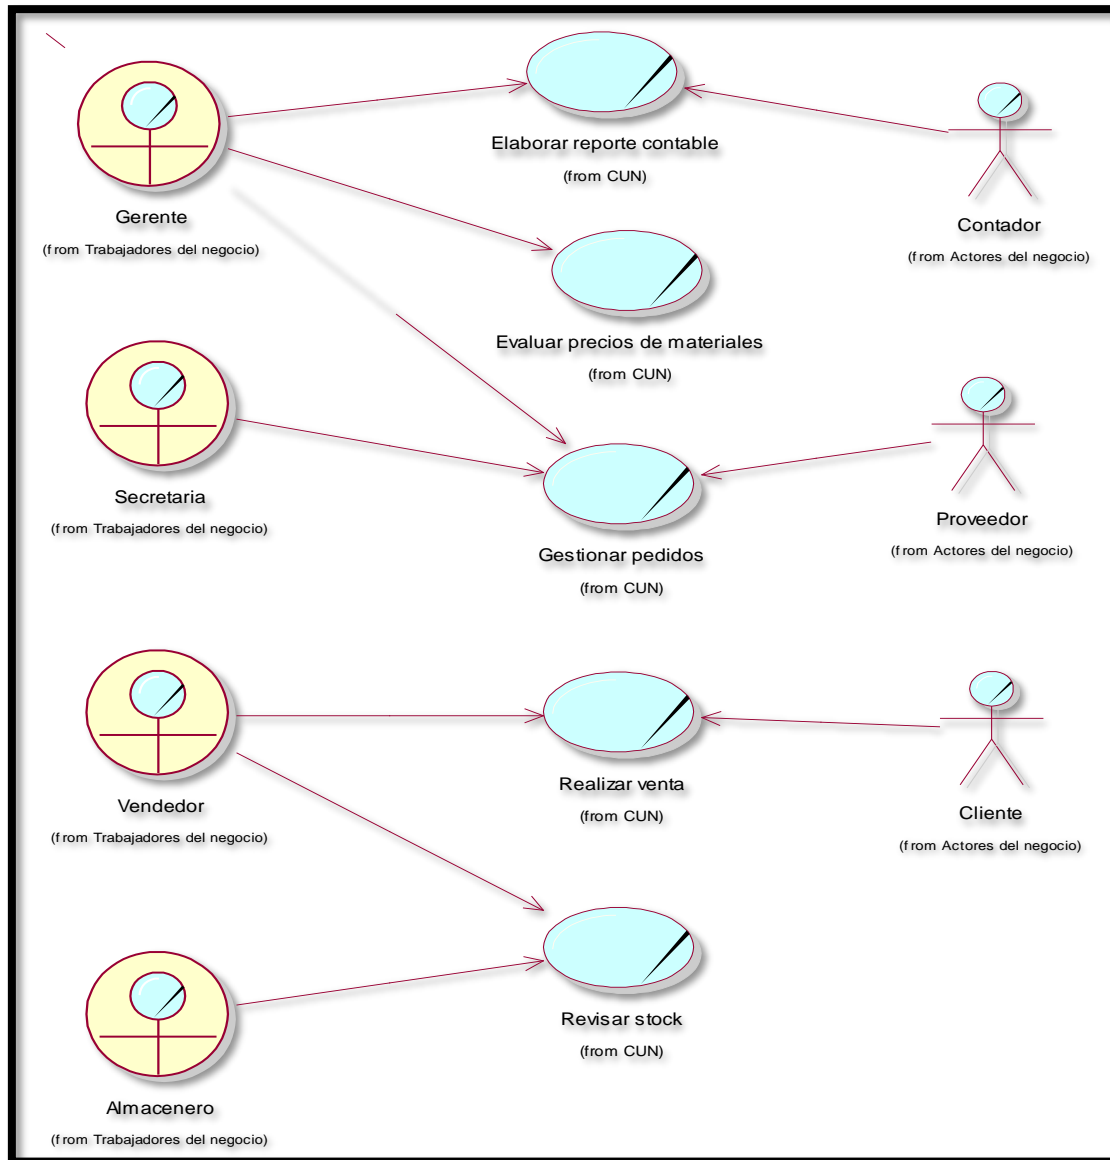 Elaborar reporte contable
(from CUN)
Gerente
(from Trabajadores del negocio)
Contador
(from Actores del negocio)
Evaluar precios de materiales
(from CUN)
Secretaria
(from Trabajadores del negocio)
Proveedor
(from Actores del negocio)
Gestionar pedidos
(from CUN)
Vendedor
(from Trabajadores del negocio)
Realizar venta
(from CUN)
Cliente
(from Actores del negocio)
Revisar stock
(from CUN)
Almacenero
(from Trabajadores del negocio)